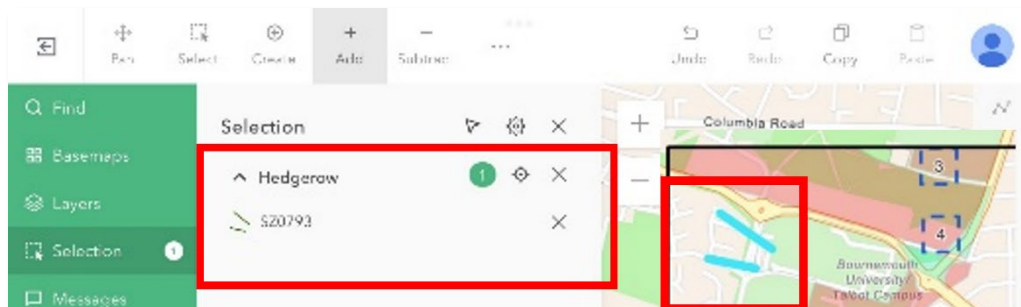 Pan Select Create Add Subtrac ... Undo Redo Copy Paste
Find
Basemaps
Layers
Selection 1
Messages
Selection
Hedgerow 1
SZ0793
Columbia Road
3
4
Bournemouth
University
Talbot Campus